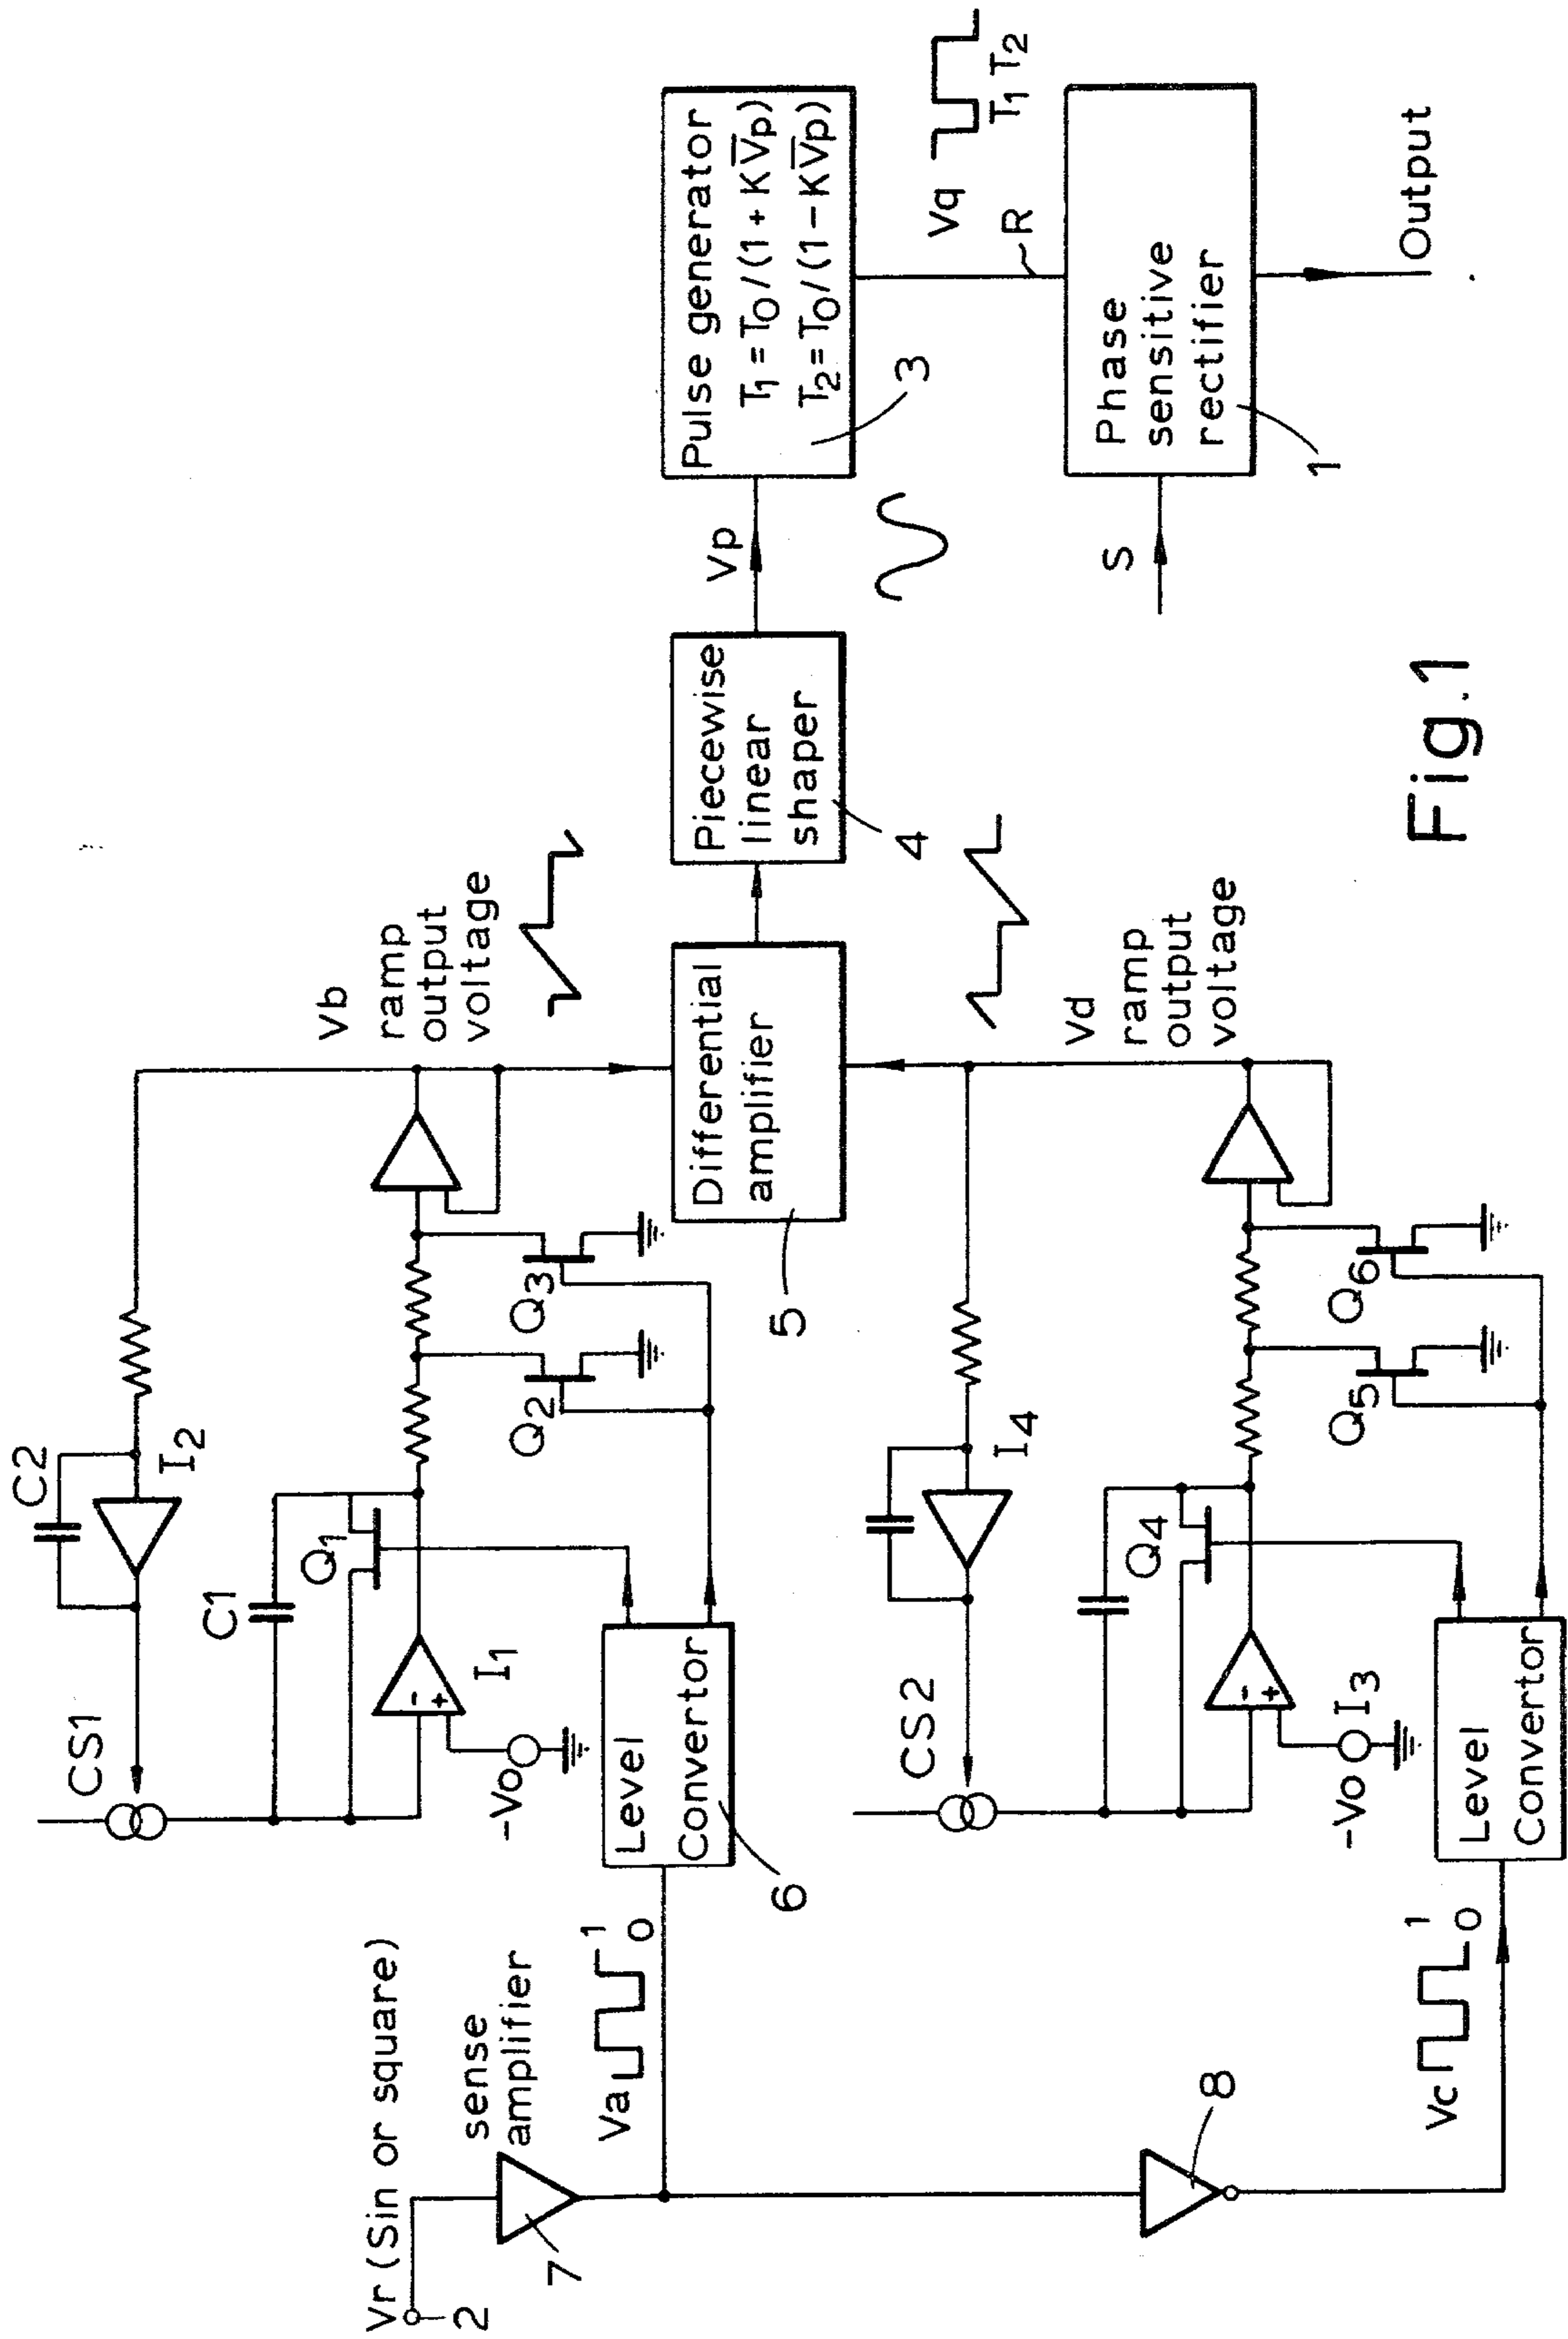 Vr (Sin or square)
2
7
sense
amplifier
Va
1
0
8
Vc
1
0
CS1
C2
I2
C1
Q1
I1
-Vo
Level
Convertor
6
Q2
Q3
Vb
ramp
output
voltage
CS2
I4
Q4
-Vo
I3
Level
Convertor
Q5
Q6
Vd
ramp
output
voltage
Differential
amplifier
5
Piecewise
linear
shaper
4
Vp
Pulse generator
T1 = TO / (1 + KV̅p)
T2 = TO / (1 - KV̅p)
3
Vq
T1 T2
R
S
Phase
sensitive
rectifier
1
Output
Fig.1